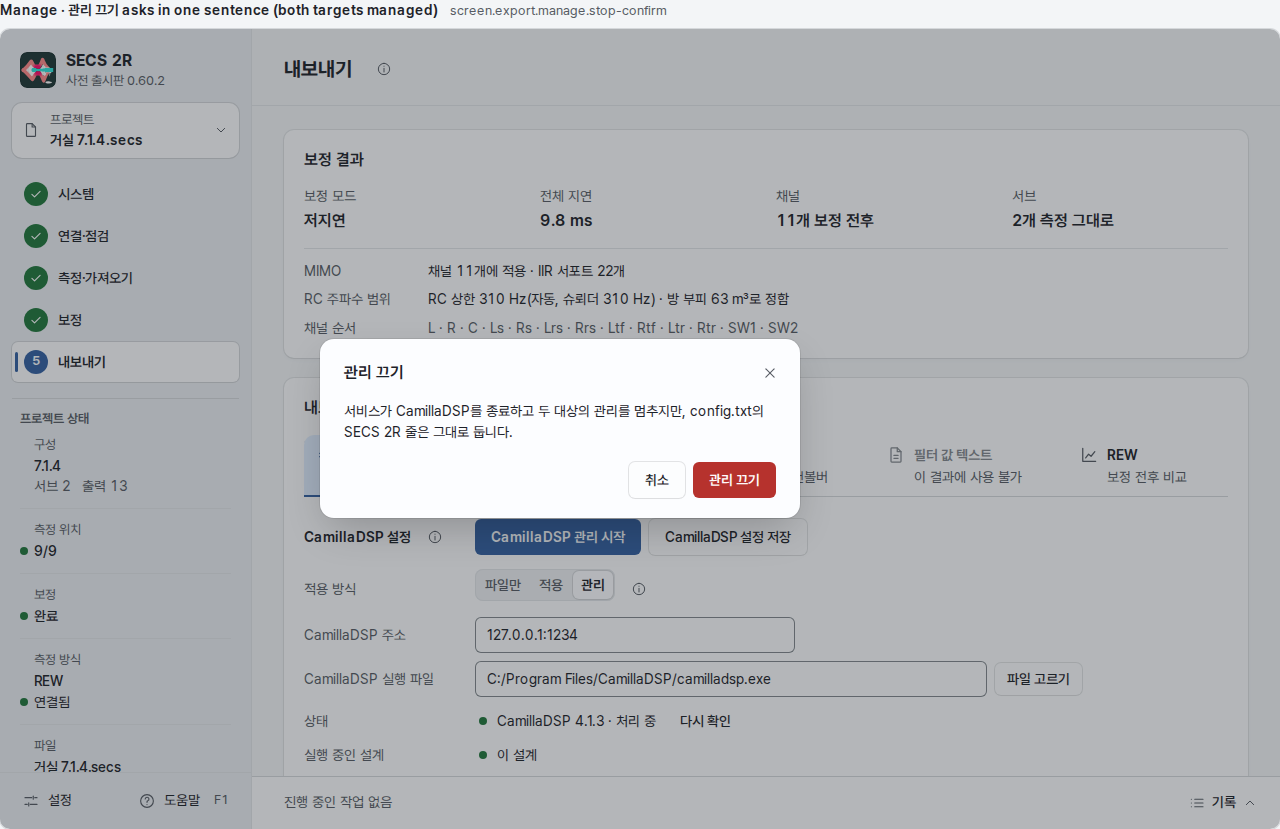 Manage · 관리 끄기 asks in one sentence (both targets managed) screen.export.manage.stop-confirm
SECS 2R
사전 출시판 0.60.2
프로젝트
거실 7.1.4.secs
시스템
연결·점검
측정·가져오기
보정
5 내보내기
프로젝트 상태
구성
7.1.4
서브 2 출력 13
측정 위치
9/9
보정
완료
측정 방식
REW
연결됨
파일
거실 7.1.4.secs
설정
도움말 F1
내보내기
보정 결과
보정 모드
저지연
전체 지연
9.8 ms
채널
11개 보정 전후
서브
2개 측정 그대로
MIMO 채널 11개에 적용 · IIR 서포트 22개
RC 주파수 범위 RC 상한 310 Hz(자동, 슈뢰더 310 Hz) · 방 부피 63 m³로 정함
채널 순서 L · R · C · Ls · Rs · Lrs · Rrs · Ltf · Rtf · Ltr · Rtr · SW1 · SW2
관리 끄기
서비스가 CamillaDSP를 종료하고 두 대상의 관리를 멈추지만, config.txt의
SECS 2R 줄은 그대로 둡니다.
취소 관리 끄기
필터 값 텍스트
이 결과에 사용 불가
REW
보정 전후 비교
CamillaDSP 설정 CamillaDSP 관리 시작 CamillaDSP 설정 저장
적용 방식 파일만 적용 관리
CamillaDSP 주소 127.0.0.1:1234
CamillaDSP 실행 파일 C:/Program Files/CamillaDSP/camilladsp.exe 파일 고르기
상태 CamillaDSP 4.1.3 · 처리 중 다시 확인
실행 중인 설계 이 설계
진행 중인 작업 없음
기록